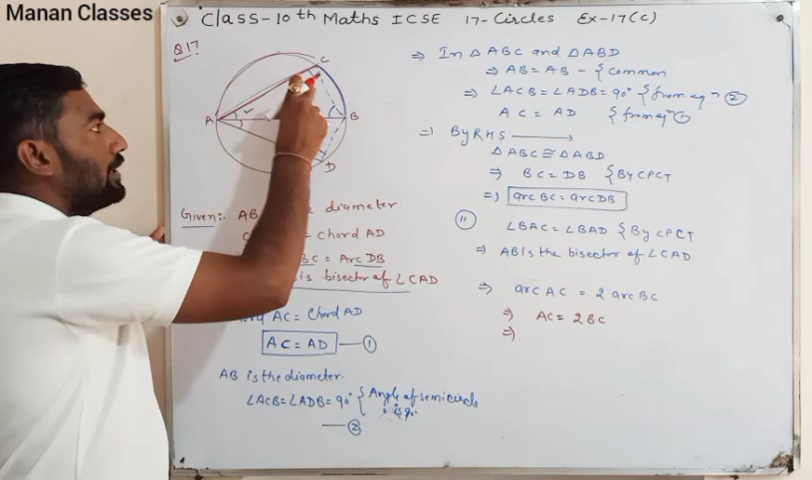 Manan Classes
Class-10th Maths ICSE 17-Circles Ex-17(C)
Q.17
C
A
B
D
Given:- AB diameter
chord AD
BC = Arc DB
is bisector of ∠CAD
AC = Chord AD
AC = AD —①
AB is the diameter.
∠ACB = ∠ADB = 90° { Angle of semicircle
is 90°
—②
⇒ In △ABC and △ABD
⇒ AB = AB - { Common
⇒ ∠ACB = ∠ADB = 90° { from eqn ②
AC = AD { from eqn ①
⇒ By RHS →
△ABC ≅ △ABD
⇒ BC = DB { By CPCT
⇒ arc BC = arc DB
(ii) ∠BAC = ∠BAD { By CPCT
⇒ AB is the bisector of ∠CAD.
⇒ arc AC = 2 arc BC
⇒ AC = 2BC
⇒